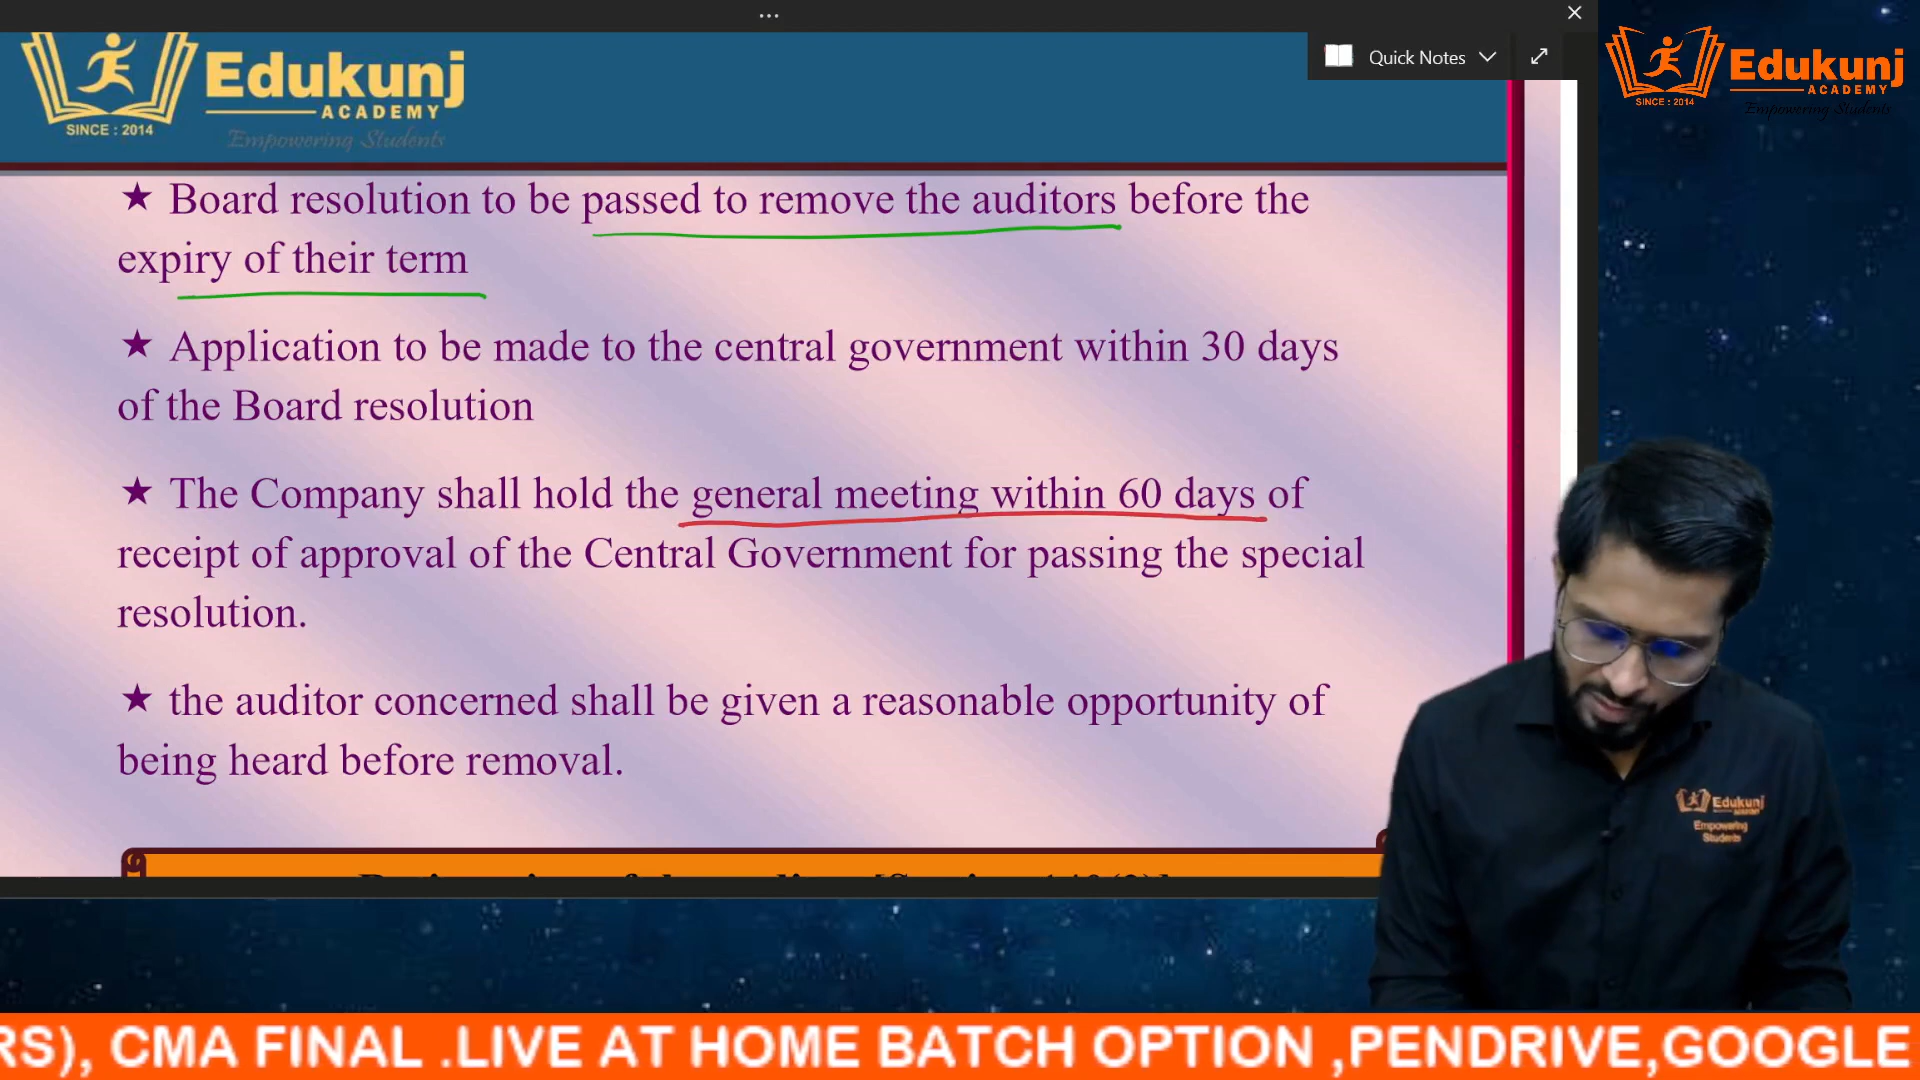 Edukunj
ACADEMY
SINCE : 2014
Empowering Students
Quick Notes
Edukunj
ACADEMY
SINCE : 2014
Empowering Students
★ Board resolution to be passed to remove the auditors before the
expiry of their term
★ Application to be made to the central government within 30 days
of the Board resolution
★ The Company shall hold the general meeting within 60 days of
receipt of approval of the Central Government for passing the special
resolution.
★ the auditor concerned shall be given a reasonable opportunity of
being heard before removal.
Edukunj
Empowering
Students
RS), CMA FINAL .LIVE AT HOME BATCH OPTION ,PENDRIVE,GOOGLE